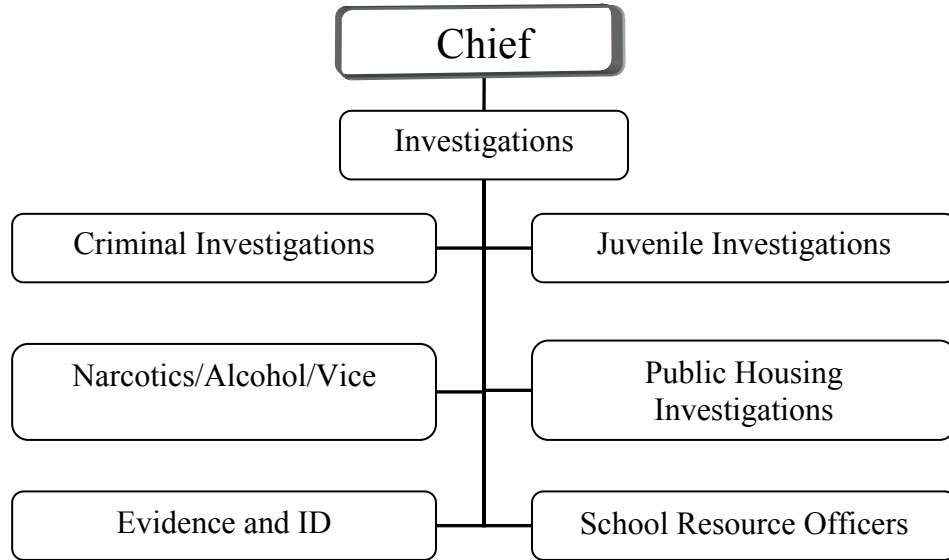 Chief
Investigations
Criminal Investigations
Juvenile Investigations
Narcotics/Alcohol/Vice
Public Housing
Investigations
Evidence and ID
School Resource Officers